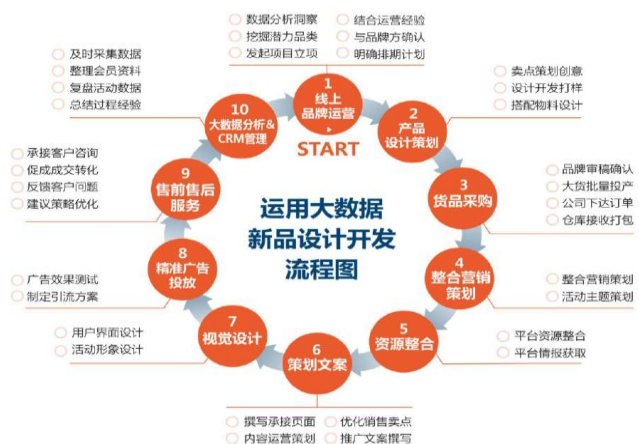 数据分析洞察
挖掘潜力品类
发起项目立项
结合运营经验
与品牌方确认
明确排期计划
1
线上
品牌运营
START
卖点策划创意
设计开发打样
搭配物料设计
2
产品
设计策划
品牌审稿确认
大货批量投产
公司下达订单
仓库接收打包
3
货品采购
4
整合营销
策划
整合营销策划
活动主题策划
5
资源整合
平台资源整合
平台情报获取
6
策划文案
撰写承接页面
内容运营策划
优化销售卖点
推广文案撰写
7
视觉设计
用户界面设计
活动形象设计
8
精准广告
投放
广告效果测试
制定引流方案
9
售前售后
服务
承接客户咨询
促成成交转化
反馈客户问题
建议策略优化
10
大数据分析&
CRM管理
及时采集数据
整理会员资料
复盘活动数据
总结过程经验
运用大数据
新品设计开发
流程图